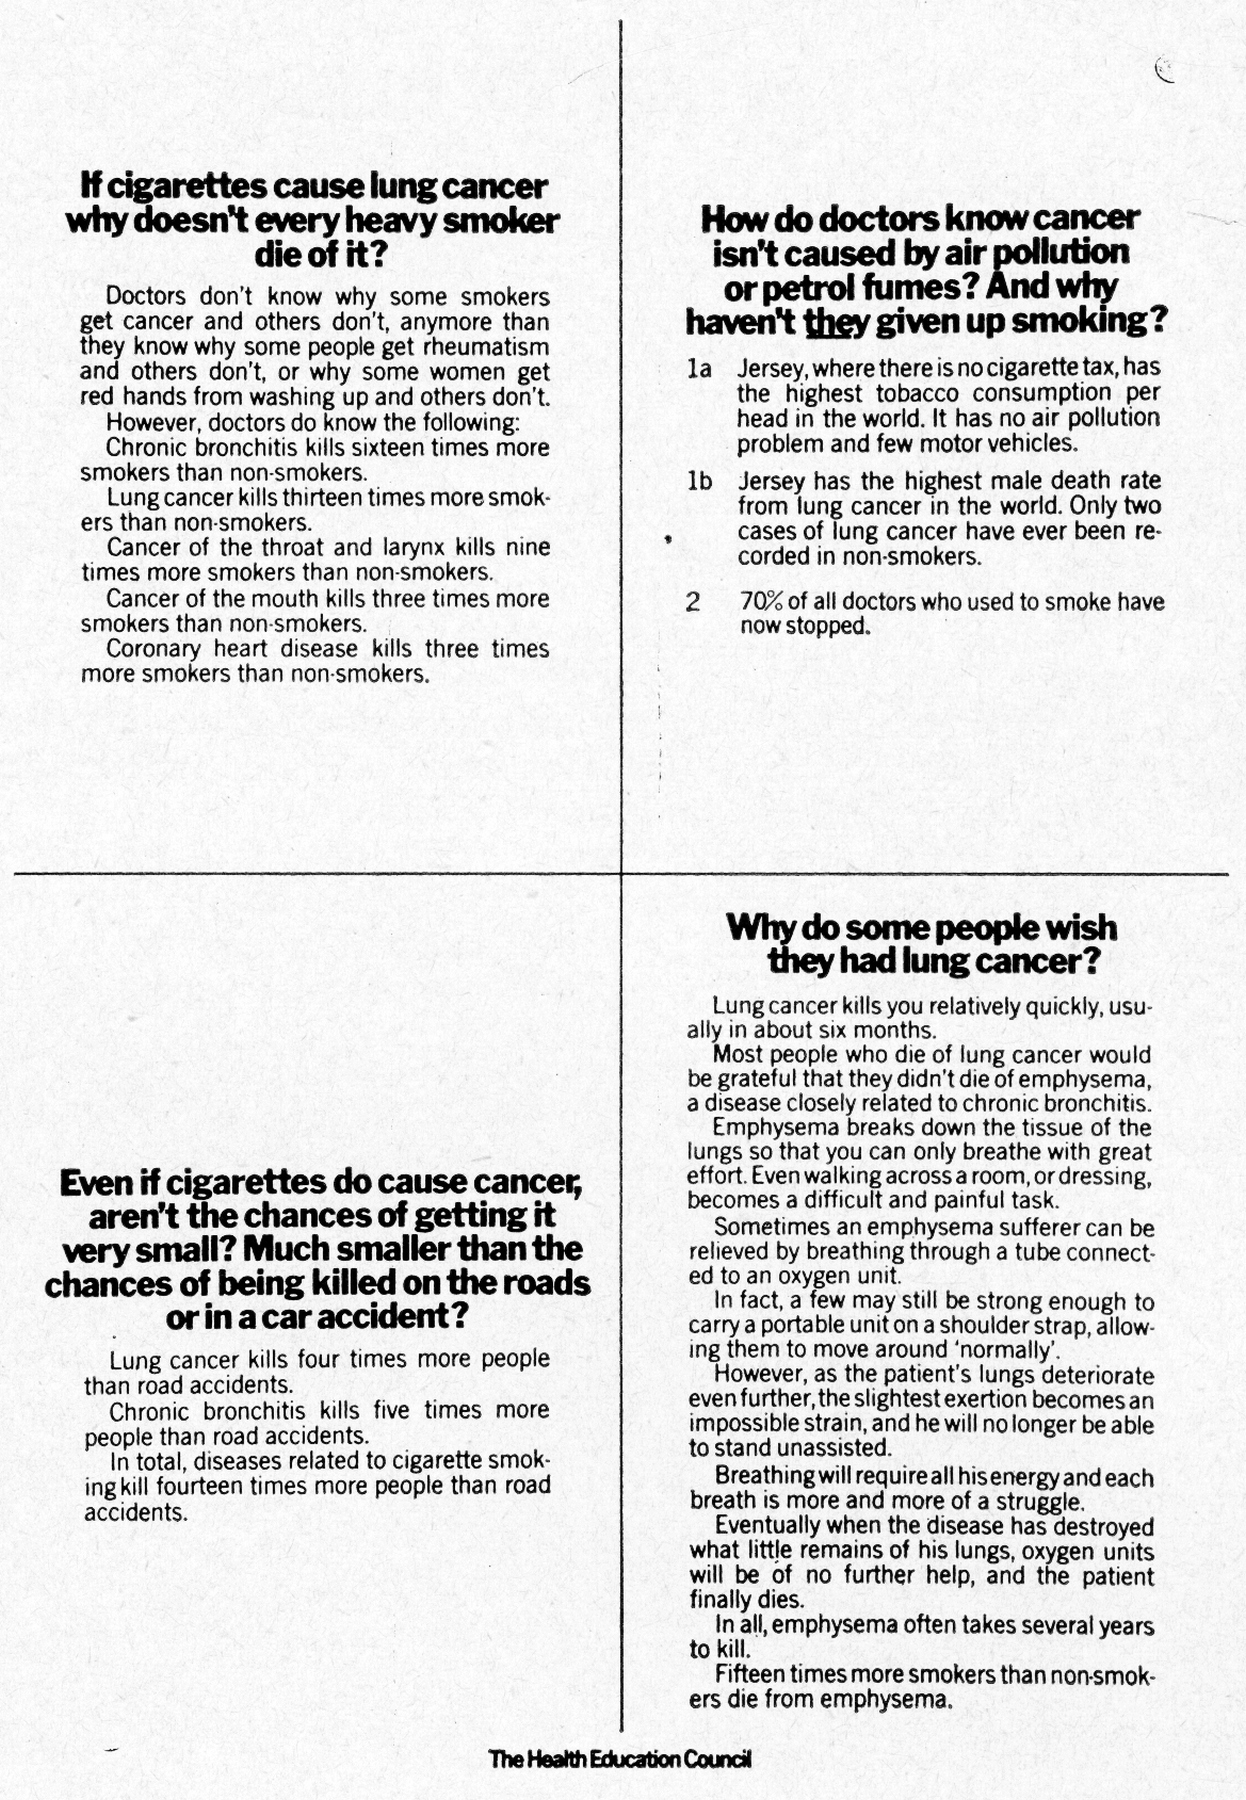 If cigarettes cause lung cancer
why doesn't every heavy smoker
die of it?
Doctors don't know why some smokers
get cancer and others don't, anymore than
they know why some people get rheumatism
and others don't, or why some women get
red hands from washing up and others don't.
However, doctors do know the following:
Chronic bronchitis kills sixteen times more
smokers than non-smokers.
Lung cancer kills thirteen times more smok-
ers than non-smokers.
Cancer of the throat and larynx kills nine
times more smokers than non-smokers.
Cancer of the mouth kills three times more
smokers than non-smokers.
Coronary heart disease kills three times
more smokers than non-smokers.
How do doctors know cancer
isn't caused by air pollution
or petrol fumes? And why
haven't they given up smoking?
1a Jersey, where there is no cigarette tax, has
the highest tobacco consumption per
head in the world. It has no air pollution
problem and few motor vehicles.
1b Jersey has the highest male death rate
from lung cancer in the world. Only two
cases of lung cancer have ever been re-
corded in non-smokers.
2 70% of all doctors who used to smoke have
now stopped.
Even if cigarettes do cause cancer,
aren't the chances of getting it
very small? Much smaller than the
chances of being killed on the roads
or in a car accident?
Lung cancer kills four times more people
than road accidents.
Chronic bronchitis kills five times more
people than road accidents.
In total, diseases related to cigarette smok-
ing kill fourteen times more people than road
accidents.
Why do some people wish
they had lung cancer?
Lung cancer kills you relatively quickly, usu-
ally in about six months.
Most people who die of lung cancer would
be grateful that they didn't die of emphysema,
a disease closely related to chronic bronchitis.
Emphysema breaks down the tissue of the
lungs so that you can only breathe with great
effort. Even walking across a room, or dressing,
becomes a difficult and painful task.
Sometimes an emphysema sufferer can be
relieved by breathing through a tube connect-
ed to an oxygen unit.
In fact, a few may still be strong enough to
carry a portable unit on a shoulder strap, allow-
ing them to move around 'normally'.
However, as the patient's lungs deteriorate
even further, the slightest exertion becomes an
impossible strain, and he will no longer be able
to stand unassisted.
Breathing will require all his energy and each
breath is more and more of a struggle.
Eventually when the disease has destroyed
what little remains of his lungs, oxygen units
will be of no further help, and the patient
finally dies.
In all, emphysema often takes several years
to kill.
Fifteen times more smokers than non-smok-
ers die from emphysema.
The Health Education Council